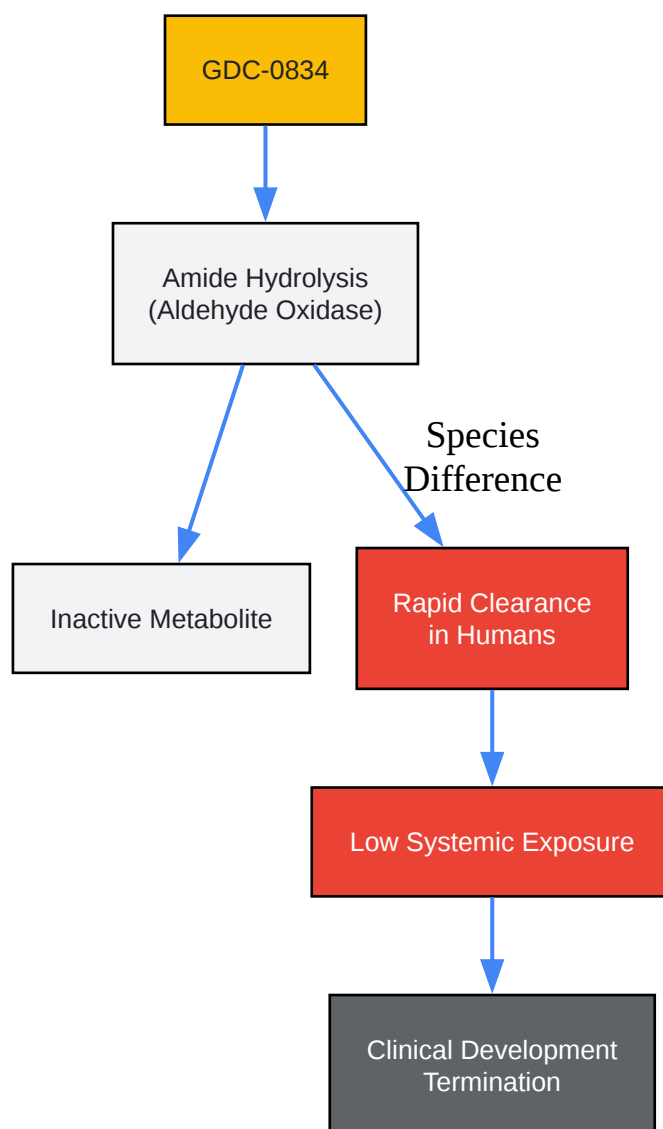 GDC-0834
Amide Hydrolysis
(Aldehyde Oxidase)
Species
Difference
Inactive Metabolite
Rapid Clearance
in Humans
Low Systemic Exposure
Clinical Development
Termination